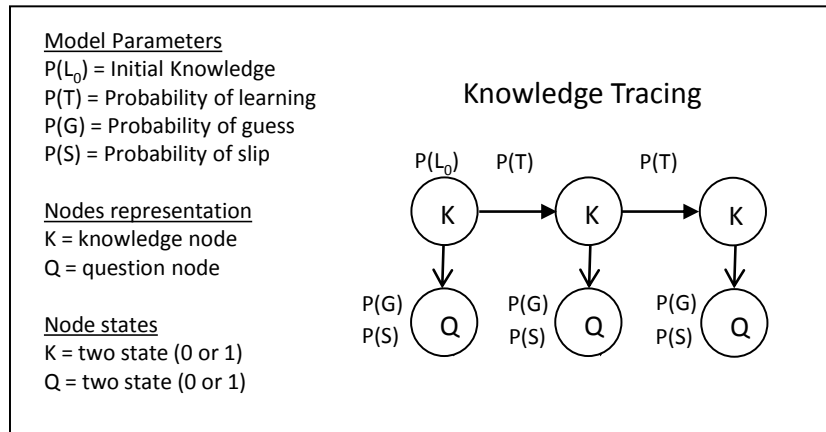 Model Parameters
P(L₀) = Initial Knowledge
P(T) = Probability of learning
P(G) = Probability of guess
P(S) = Probability of slip
Nodes representation
K = knowledge node
Q = question node
Node states
K = two state (0 or 1)
Q = two state (0 or 1)
Knowledge Tracing
P(L₀) P(T) P(T)
K K K
P(G) P(G) P(G)
P(S) Q P(S) Q P(S) Q